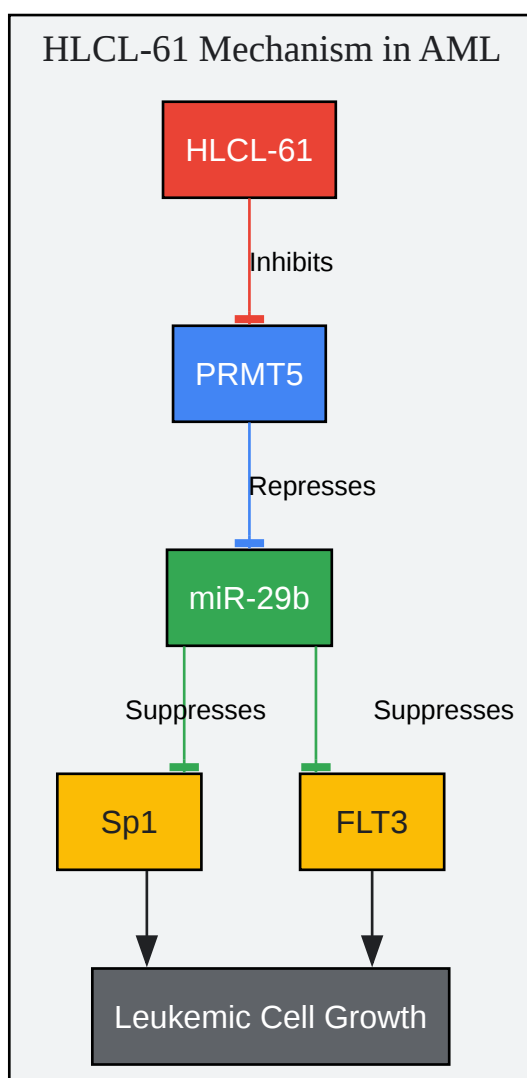 HLCL-61 Mechanism in AML
HLCL-61
Inhibits
PRMT5
Represses
miR-29b
Suppresses
Suppresses
Sp1
FLT3
Leukemic Cell Growth